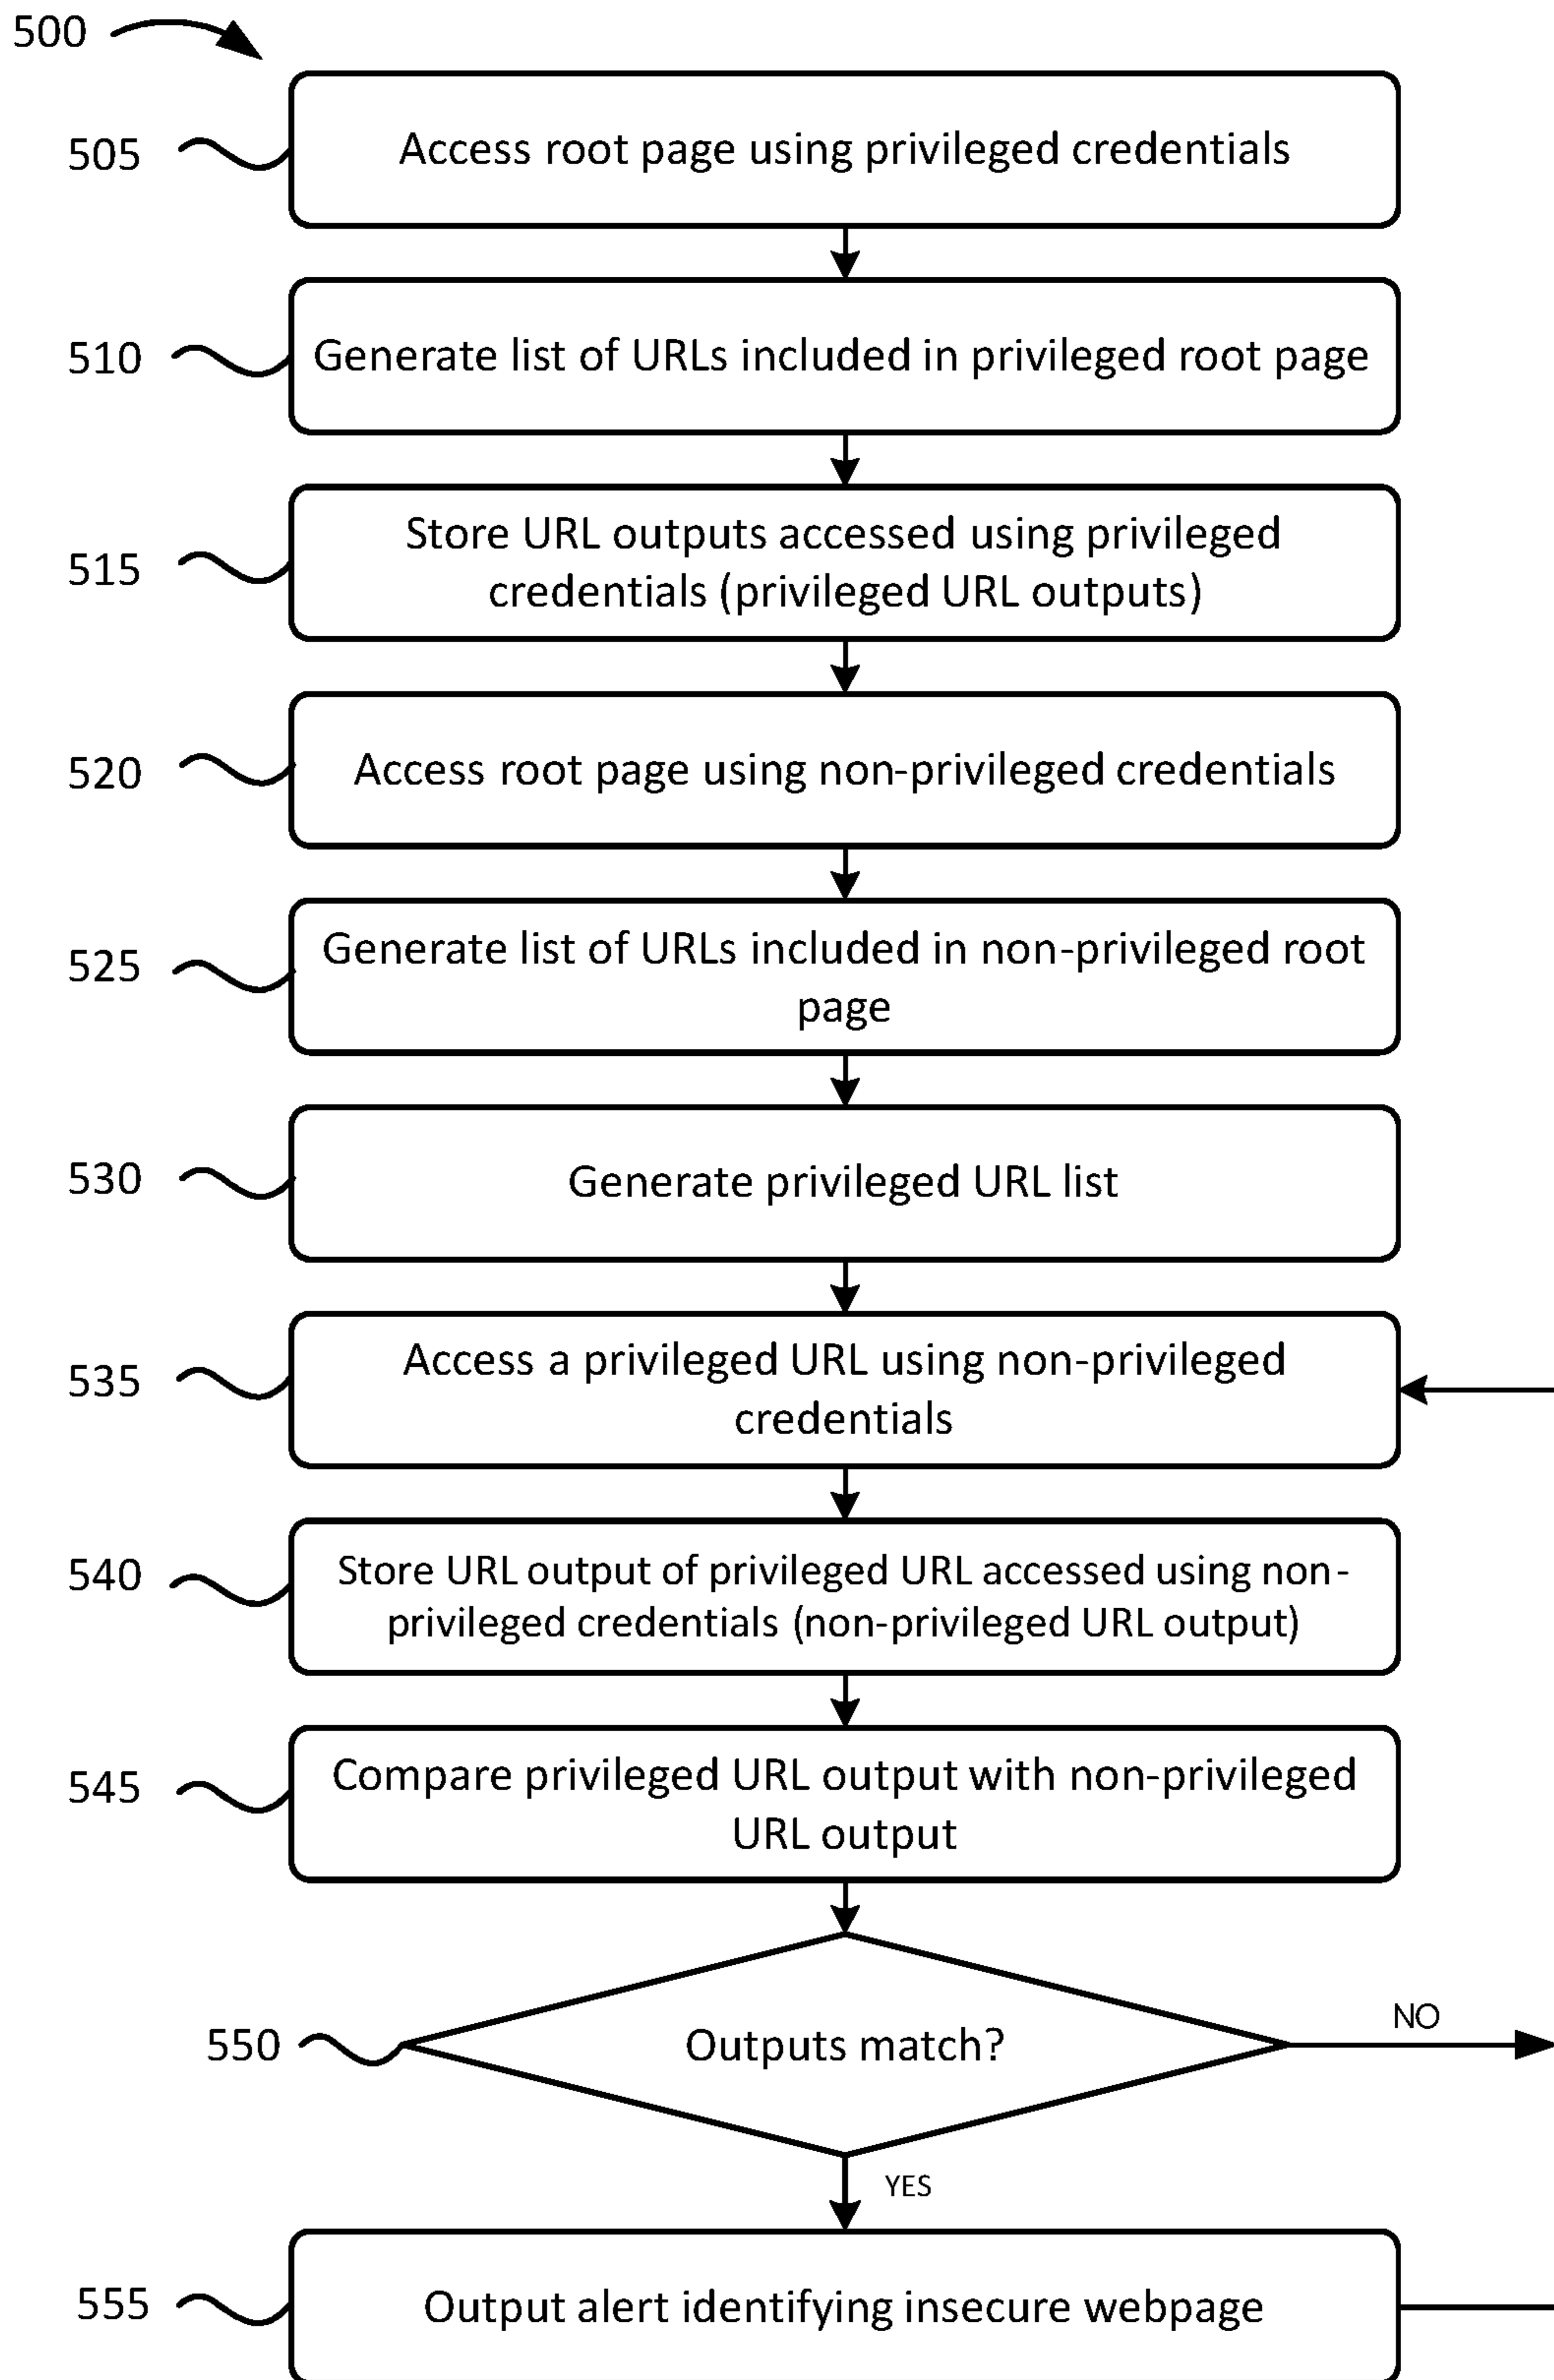 500
505
Access root page using privileged credentials
510
Generate list of URLs included in privileged root page
515
Store URL outputs accessed using privileged
credentials (privileged URL outputs)
520
Access root page using non-privileged credentials
525
Generate list of URLs included in non-privileged root
page
530
Generate privileged URL list
535
Access a privileged URL using non-privileged
credentials
540
Store URL output of privileged URL accessed using non-
privileged credentials (non-privileged URL output)
545
Compare privileged URL output with non-privileged
URL output
550
Outputs match?
NO
YES
555
Output alert identifying insecure webpage